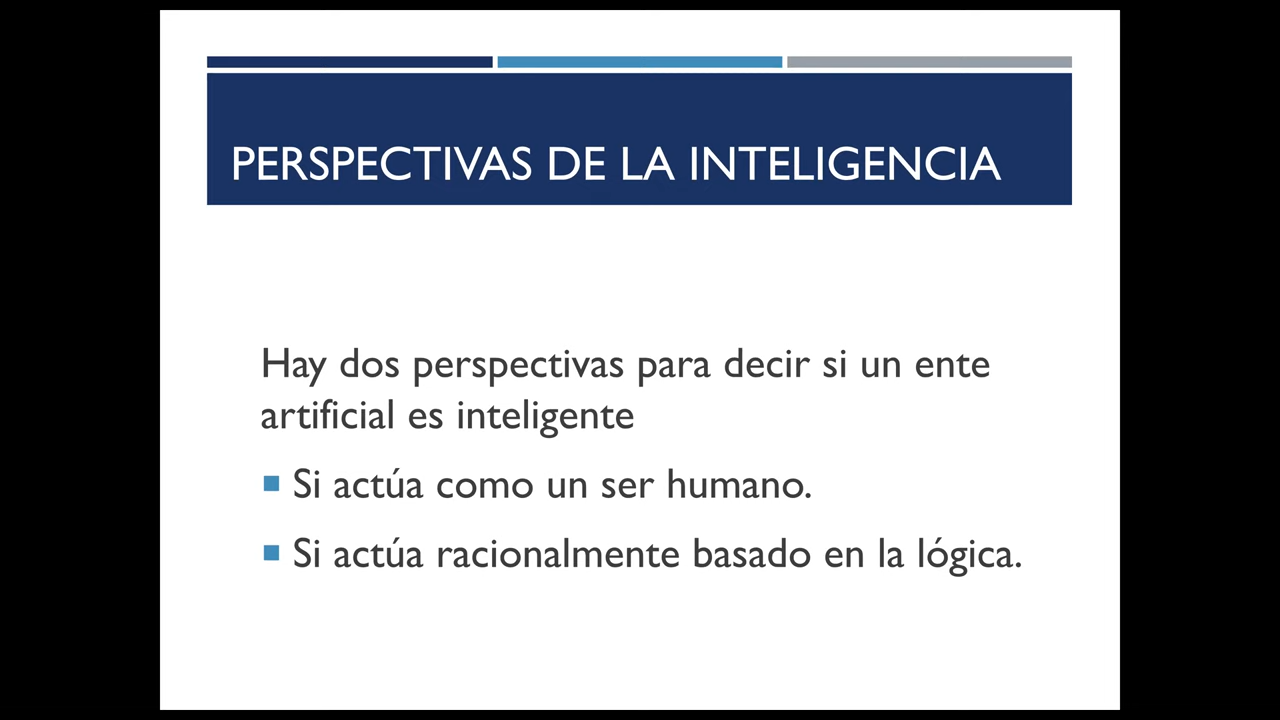 PERSPECTIVAS DE LA INTELIGENCIA
Hay dos perspectivas para decir si un ente
artificial es inteligente
Si actúa como un ser humano.
Si actúa racionalmente basado en la lógica.